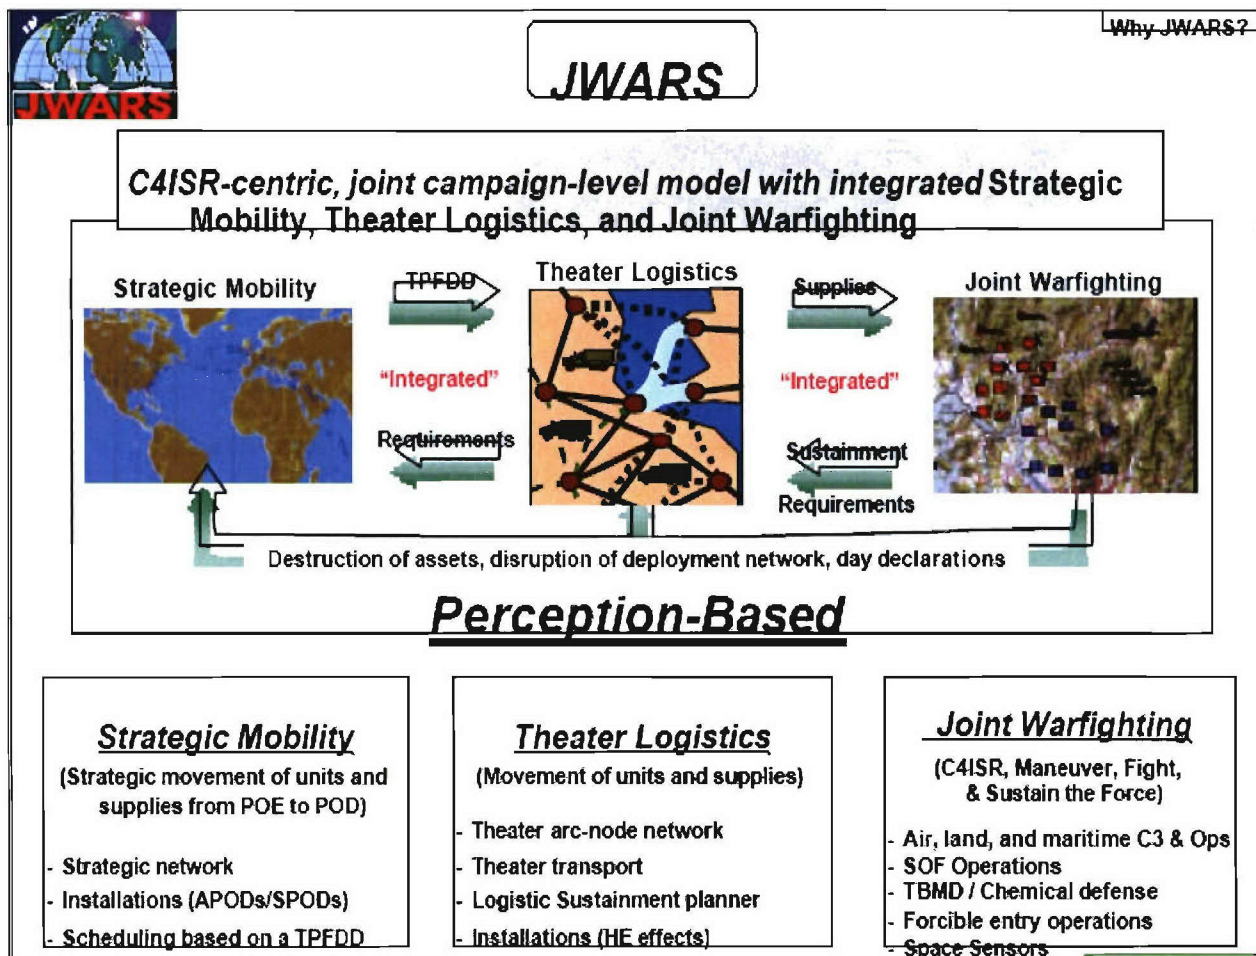 Why JWARS?
JWARS
JWARS
C4ISR-centric, joint campaign-level model with integrated Strategic
Mobility, Theater Logistics, and Joint Warfighting
Strategic Mobility
TPFDD
Theater Logistics
Supplies
Joint Warfighting
"Integrated"
"Integrated"
Requirements
Sustainment
Requirements
Destruction of assets, disruption of deployment network, day declarations
Perception-Based
Strategic Mobility
(Strategic movement of units and
supplies from POE to POD)
- Strategic network
- Installations (APODs/SPODs)
- Scheduling based on a TPFDD
Theater Logistics
(Movement of units and supplies)
- Theater arc-node network
- Theater transport
- Logistic Sustainment planner
- Installations (HE effects)
Joint Warfighting
(C4ISR, Maneuver, Fight,
& Sustain the Force)
- Air, land, and maritime C3 & Ops
- SOF Operations
- TBMD / Chemical defense
- Forcible entry operations
- Space Sensors